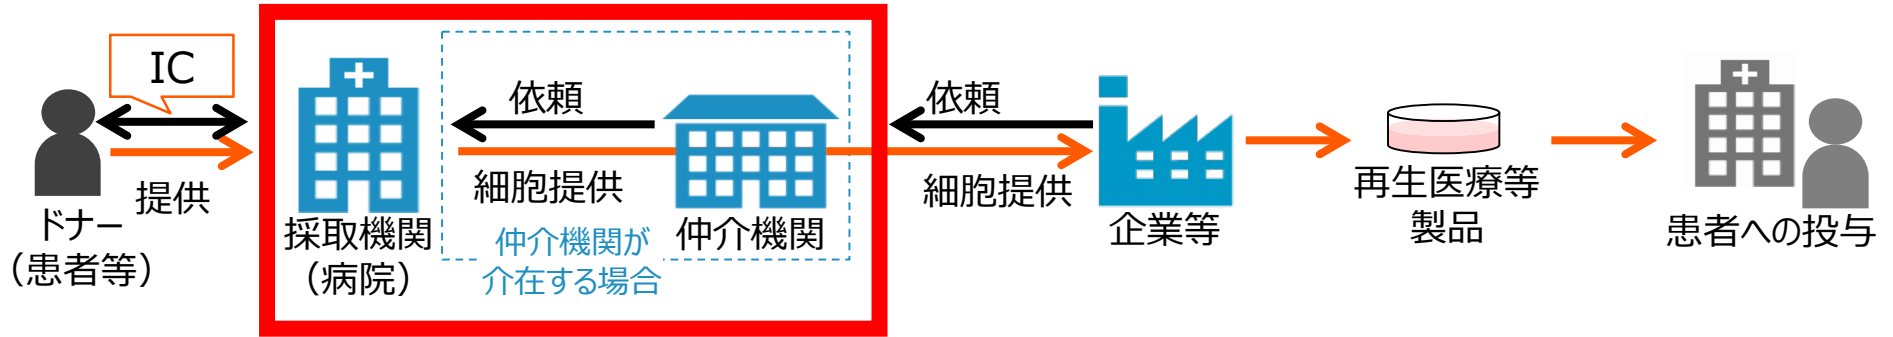 IC
提供
ドナー
（患者等）
採取機関
（病院）
依頼
細胞提供
仲介機関が
介在する場合
仲介機関
依頼
細胞提供
企業等
再生医療等
製品
患者への投与